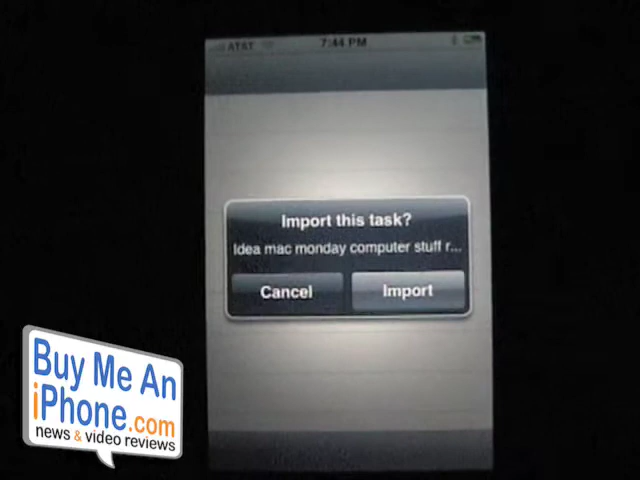 AT&T 7:44 PM
Import this task?
Idea mac monday computer stuff r...
Cancel Import
Buy Me An
iPhone.com
news & video reviews